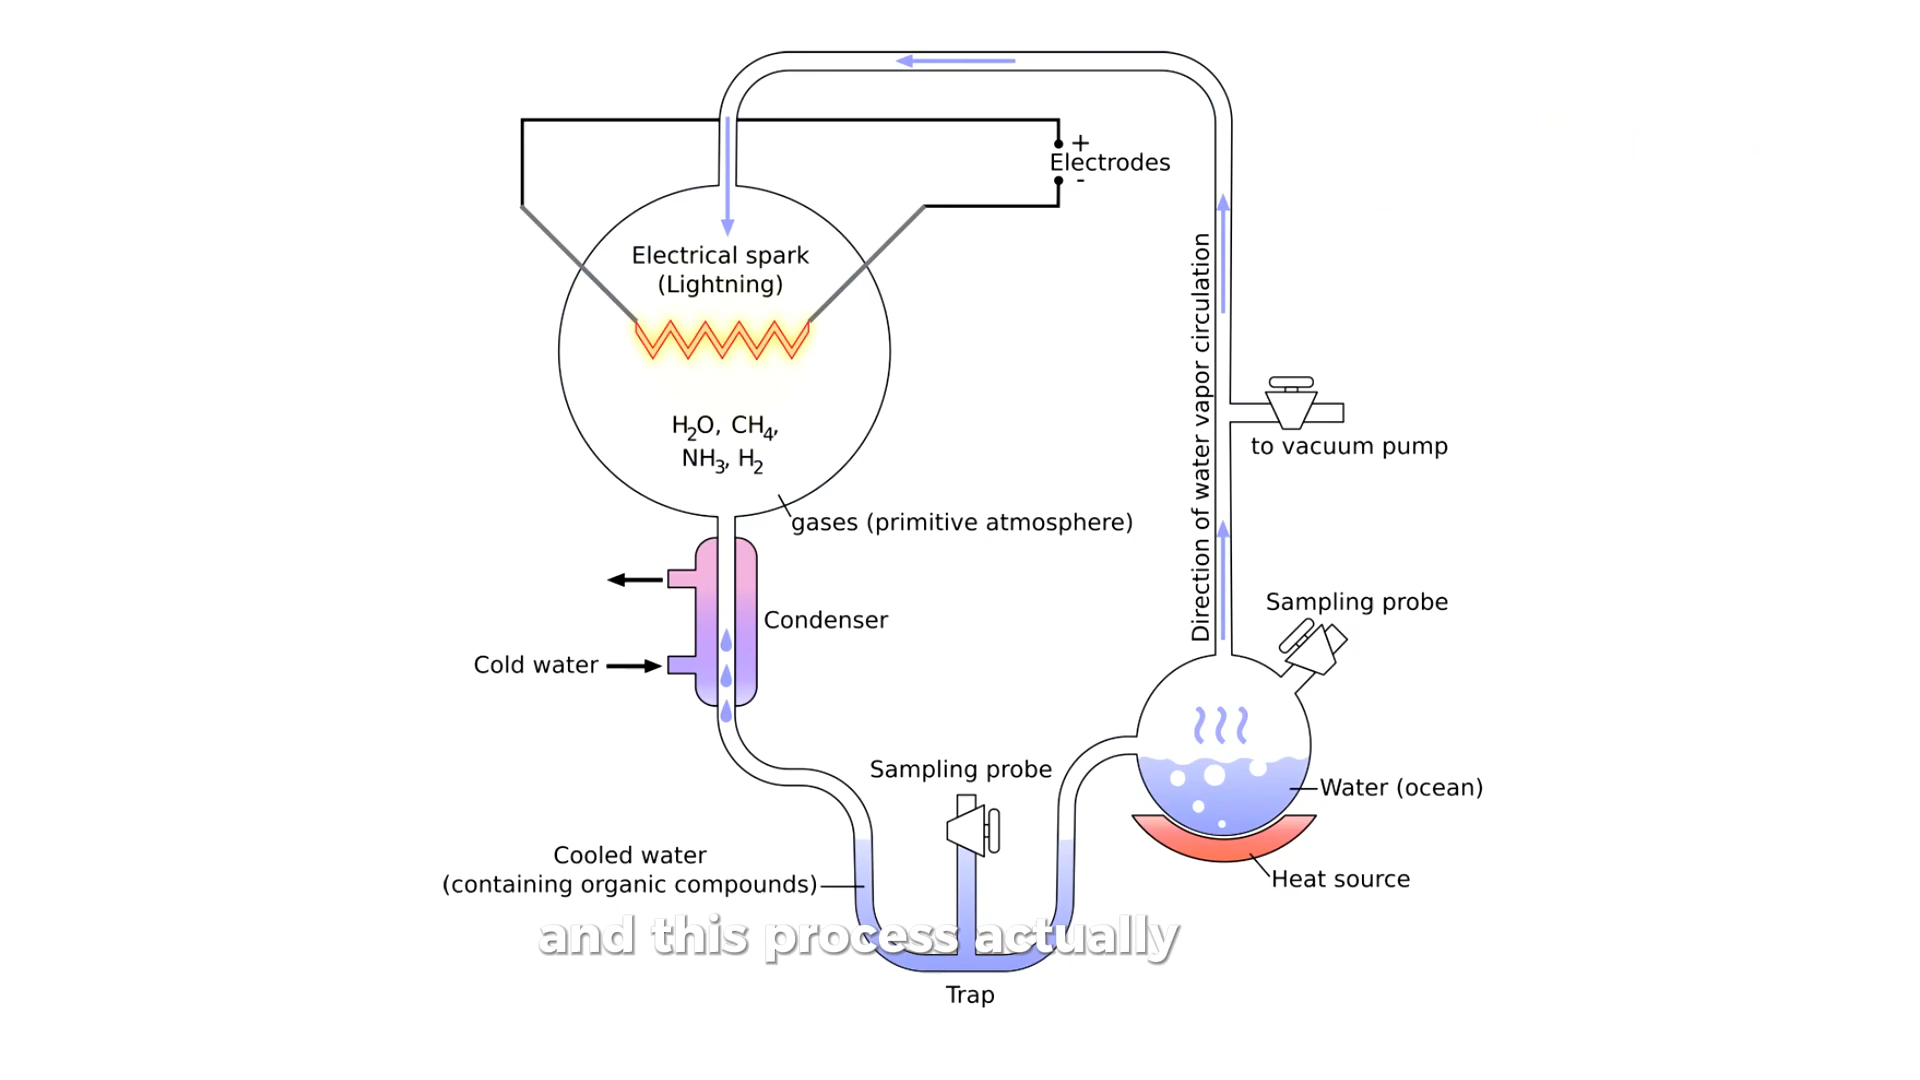 +
Electrodes
-
Electrical spark
(Lightning)
H2O, CH4,
NH3, H2
gases (primitive atmosphere)
Direction of water vapor circulation
to vacuum pump
Sampling probe
Condenser
Cold water
Sampling probe
Water (ocean)
Cooled water
(containing organic compounds)
Heat source
and this process actually
Trap